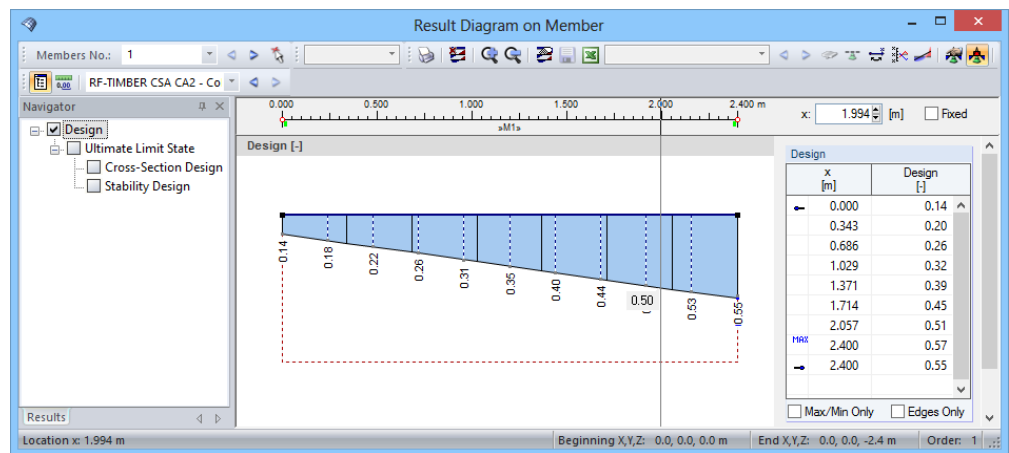 Result Diagram on Member
Members No.: 1
0.00 RF-TIMBER CSA CA2 - Co
Navigator
Design
Ultimate Limit State
Cross-Section Design
Stability Design
Results
0.000 0.500 1.000 1.500 2.000 2.400 m
»M1»
x: 1.994 [m] Fixed
Design [-]
0.14 0.18 0.22 0.26 0.31 0.35 0.40 0.44 0.50 0.53 0.55
Design
x [m] Design [-]
0.000 0.14
0.343 0.20
0.686 0.26
1.029 0.32
1.371 0.39
1.714 0.45
2.057 0.51
MAX 2.400 0.57
2.400 0.55
Max/Min Only Edges Only
Location x: 1.994 m Beginning X,Y,Z: 0.0, 0.0, 0.0 m End X,Y,Z: 0.0, 0.0, -2.4 m Order: 1